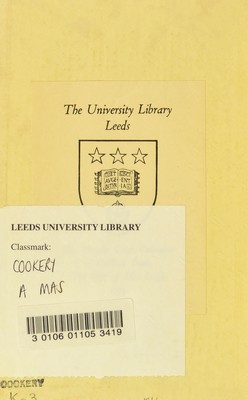 The University Library
Leeds
LEEDS UNIVERSITY LIBRARY
Classmark:
COOKERY
A MAS
3 0106 01105 3419
COOKERY
K-3